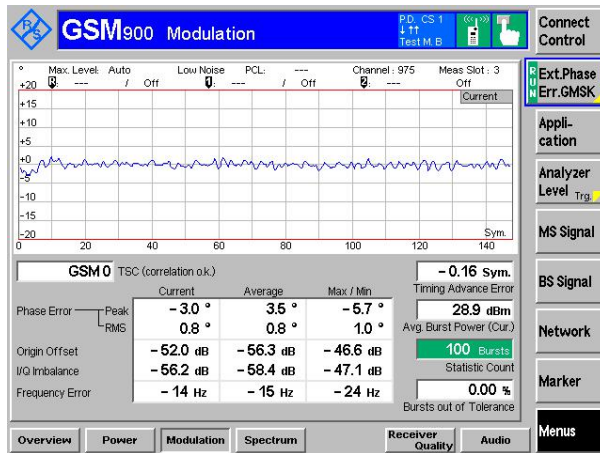 R S
GSM900 Modulation
P.D. CS 1
↓↑↑
Test M. B
Connect Control
° Max. Level: Auto Low Noise PCL: --- Channel : 975 Meas Slot : 3
R: --- / Off 1: --- / Off 2: --- Off
Current
+20
+15
+10
+5
+0
-5
-10
-15
-20
Sym.
0 20 40 60 80 100 120 140
RUN
Ext.Phase Err.GMSK
Appli-
cation
Analyzer
Level Trg.
MS Signal
BS Signal
Network
Marker
Menus
GSM 0 TSC (correlation o.k.)
– 0.16 Sym.
Timing Advance Error
Current Average Max / Min
Phase Error Peak – 3.0 ° 3.5 ° – 5.7 °
RMS 0.8 ° 0.8 ° 1.0 °
28.9 dBm
Avg. Burst Power (Cur.)
Origin Offset – 52.0 dB – 56.3 dB – 46.6 dB
I/Q Imbalance – 56.2 dB – 58.4 dB – 47.1 dB
Frequency Error – 14 Hz – 15 Hz – 24 Hz
100 Bursts
Statistic Count
0.00 %
Bursts out of Tolerance
Overview Power Modulation Spectrum Receiver Quality Audio